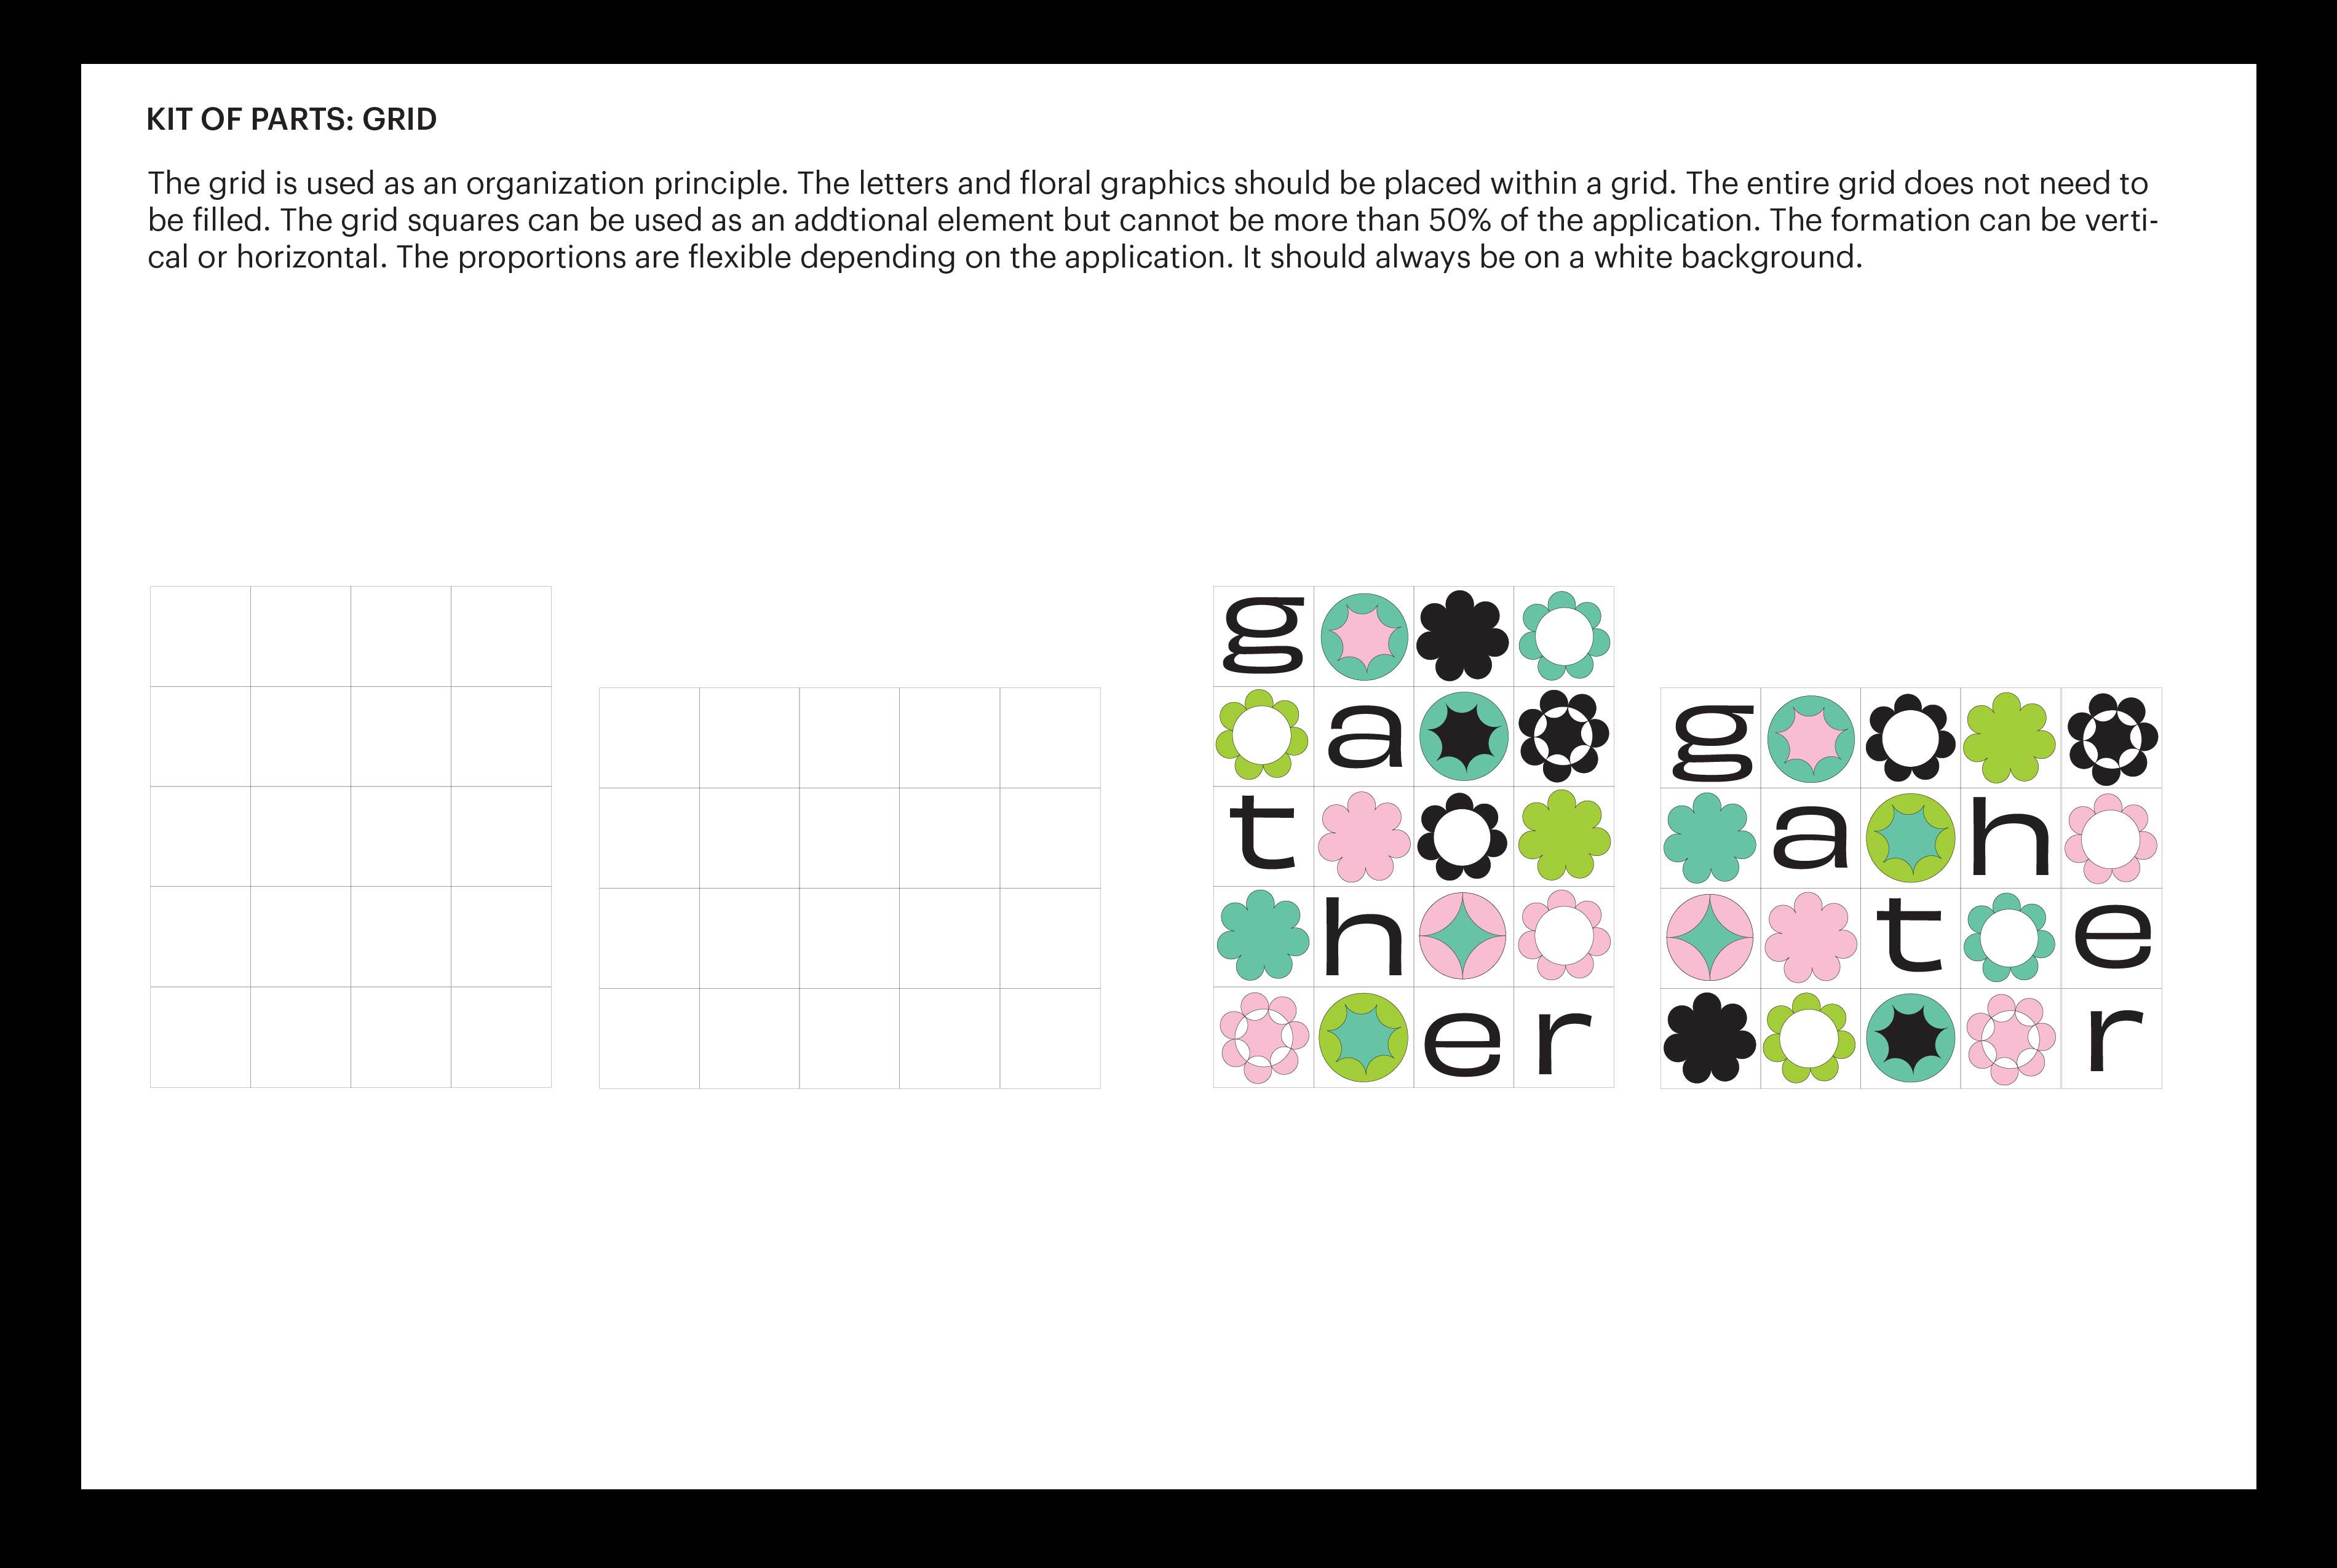 KIT OF PARTS: GRID
The grid is used as an organization principle. The letters and floral graphics should be placed within a grid. The entire grid does not need to
be filled. The grid squares can be used as an addtional element but cannot be more than 50% of the application. The formation can be verti-
cal or horizontal. The proportions are flexible depending on the application. It should always be on a white background.
g
a
t
h
e r
g
a h
t e
r